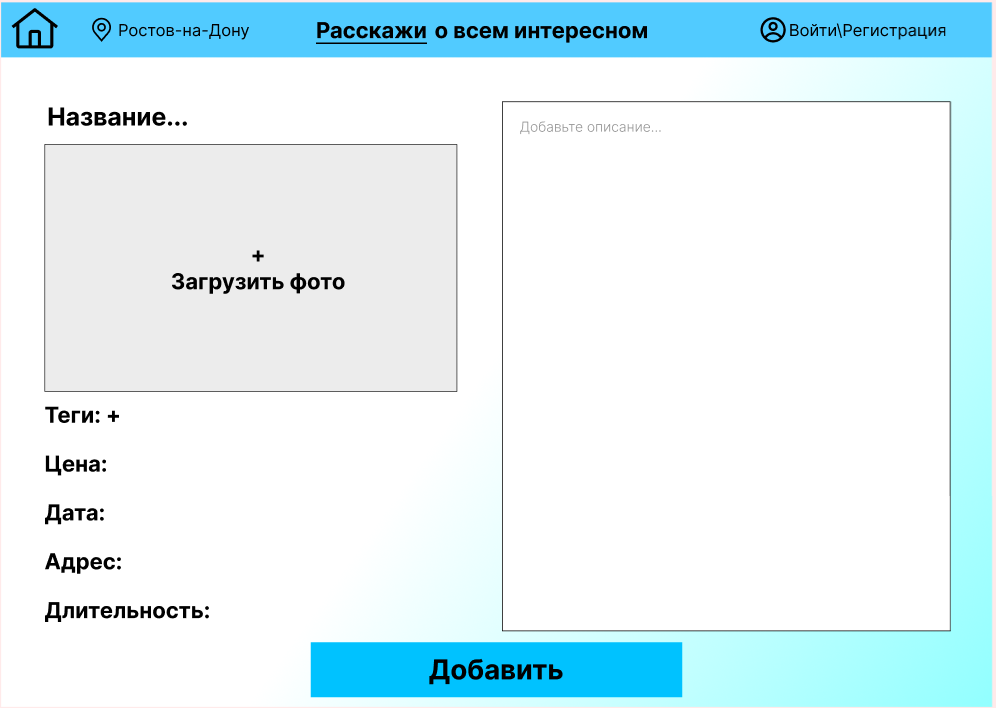 Ростов-на-Дону
Расскажи о всем интересном
Войти\Регистрация
Название...
+
Загрузить фото
Теги: +
Цена:
Дата:
Адрес:
Длительность:
Добавьте описание...
Добавить